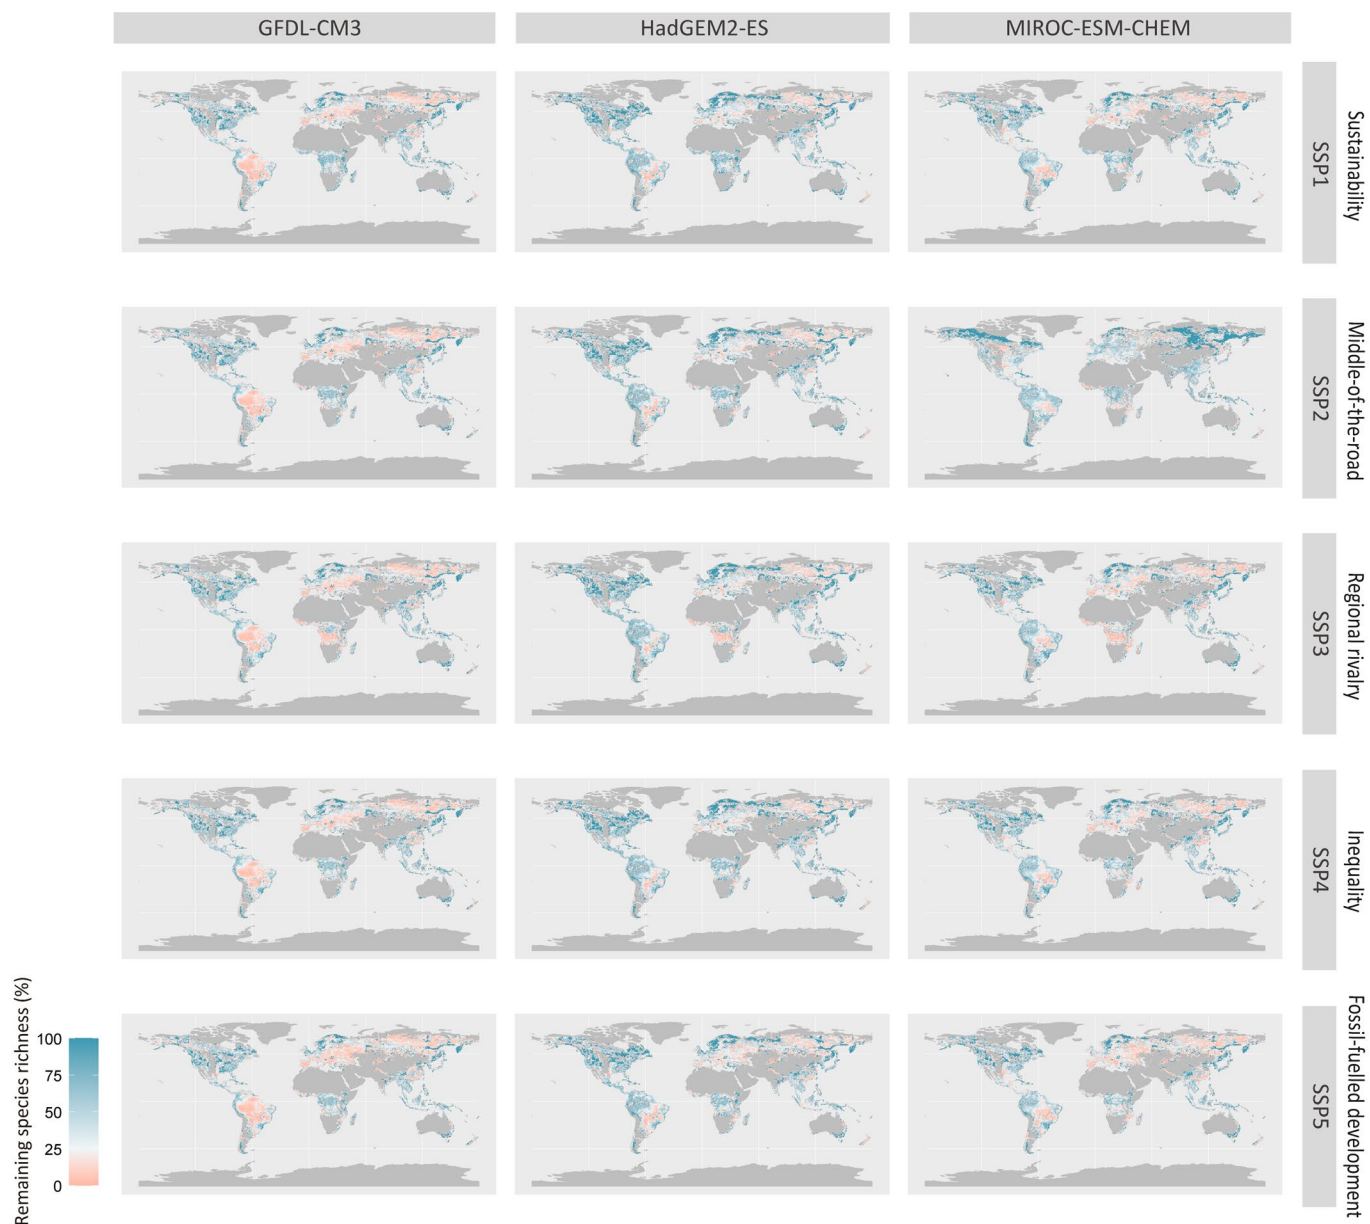 GFDL-CM3
HadGEM2-ES
MIROC-ESM-CHEM
Sustainability
SSP1
Middle-of-the-road
SSP2
Regional rivalry
SSP3
Inequality
SSP4
Fossil-fuelled development
SSP5
Remaining species richness (%)
100
75
50
25
0